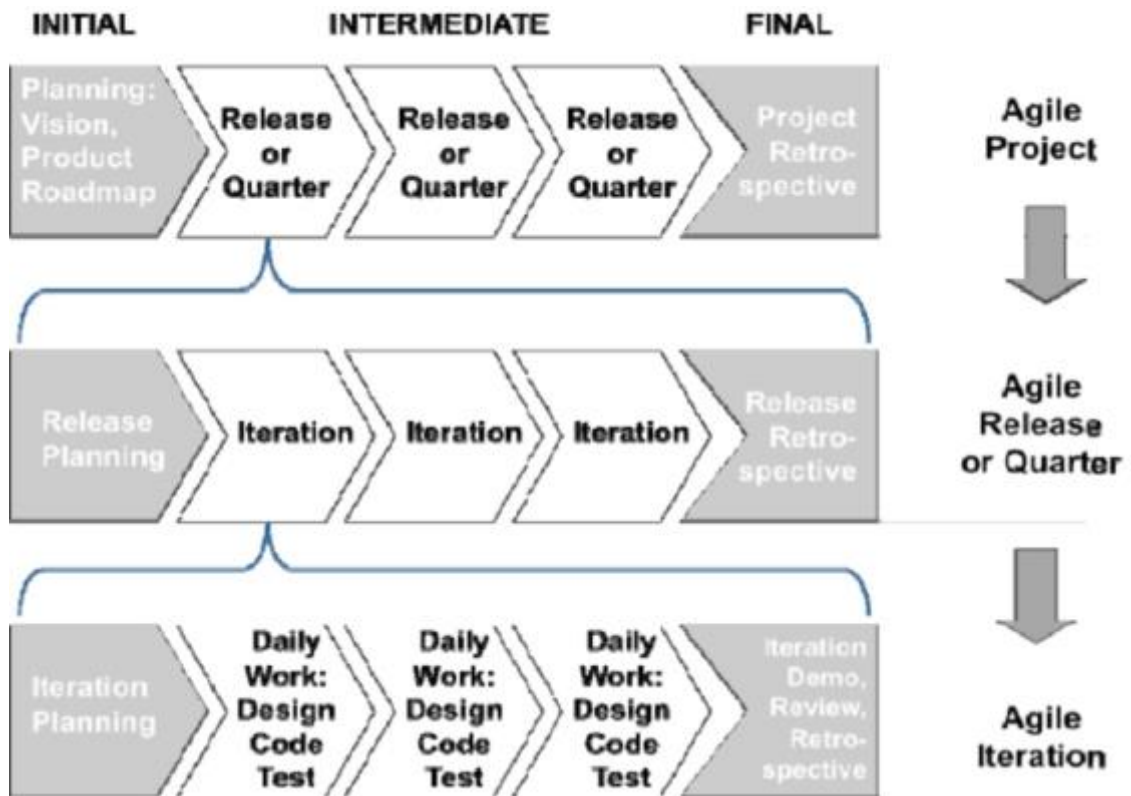 INITIAL INTERMEDIATE FINAL
Planning:
Vision,
Product
Roadmap
Release
or
Quarter
Release
or
Quarter
Release
or
Quarter
Project
Retro-
spective
Agile
Project
Release
Planning
Iteration
Iteration
Iteration
Release
Retro-
spective
Agile
Release
or Quarter
Iteration
Planning
Daily
Work:
Design
Code
Test
Daily
Work:
Design
Code
Test
Daily
Work:
Design
Code
Test
Iteration
Demo,
Review,
Retro-
spective
Agile
Iteration